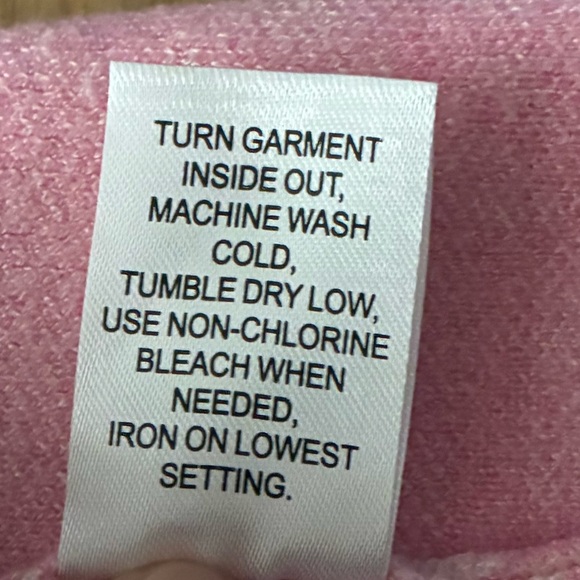 TURN GARMENT
INSIDE OUT,
MACHINE WASH
COLD,
TUMBLE DRY LOW,
USE NON-CHLORINE
BLEACH WHEN
NEEDED,
IRON ON LOWEST
SETTING.